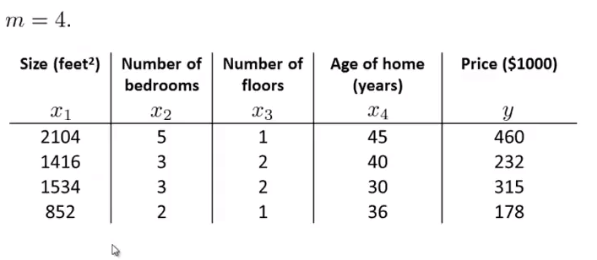 m = 4.
Size (feet²) Number of bedrooms Number of floors Age of home (years) Price ($1000)
x₁ x₂ x₃ x₄ y
2104 5 1 45 460
1416 3 2 40 232
1534 3 2 30 315
852 2 1 36 178